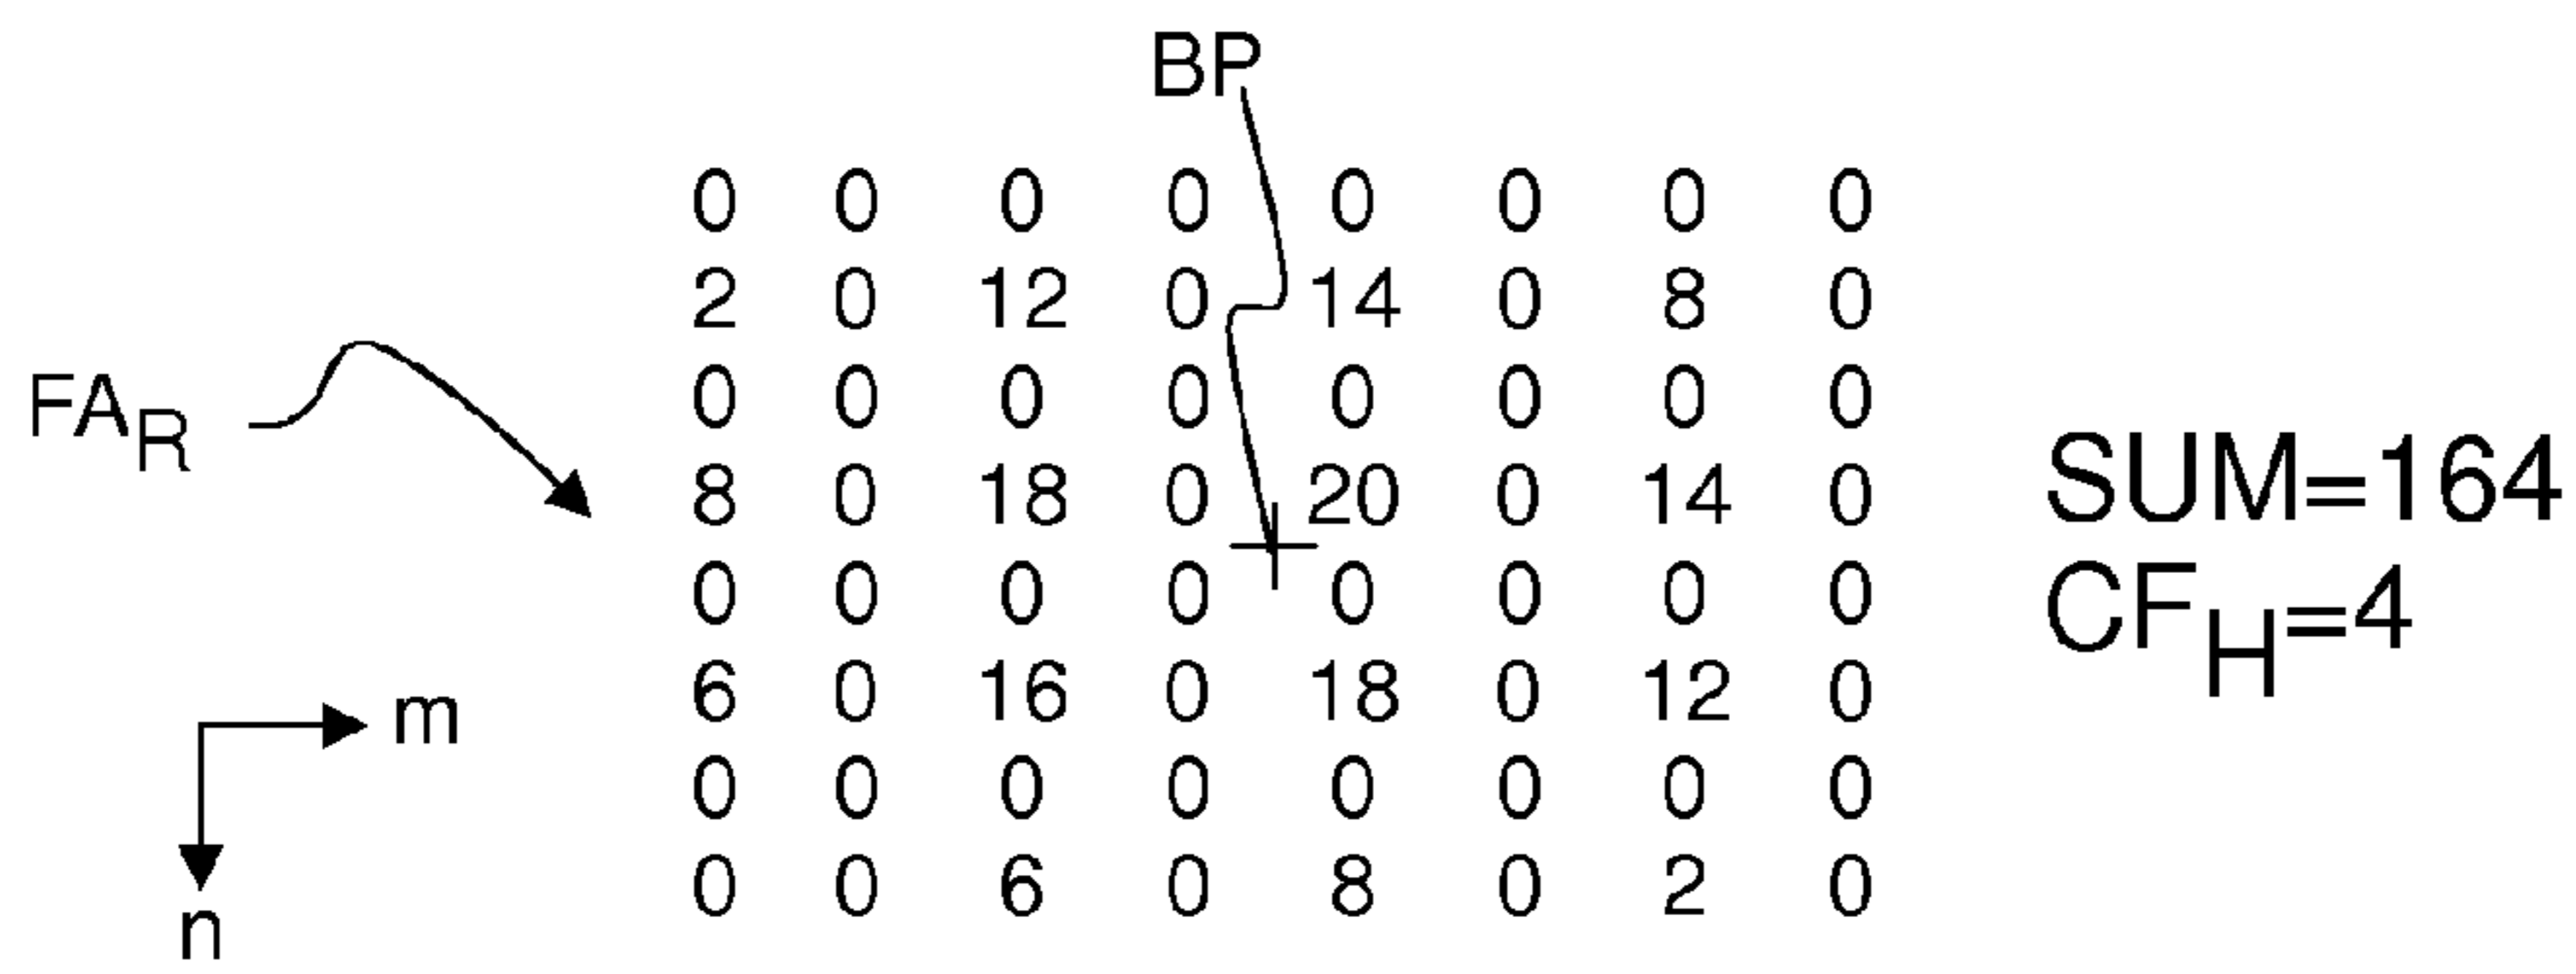 BP
0 0 0 0 0 0 0 0
2 0 12 0 14 0 8 0
0 0 0 0 0 0 0 0
FAR
8 0 18 0 20 0 14 0
SUM=164
0 0 0 0 0 0 0 0
CFH=4
6 0 16 0 18 0 12 0
m
0 0 0 0 0 0 0 0
0 0 6 0 8 0 2 0
n